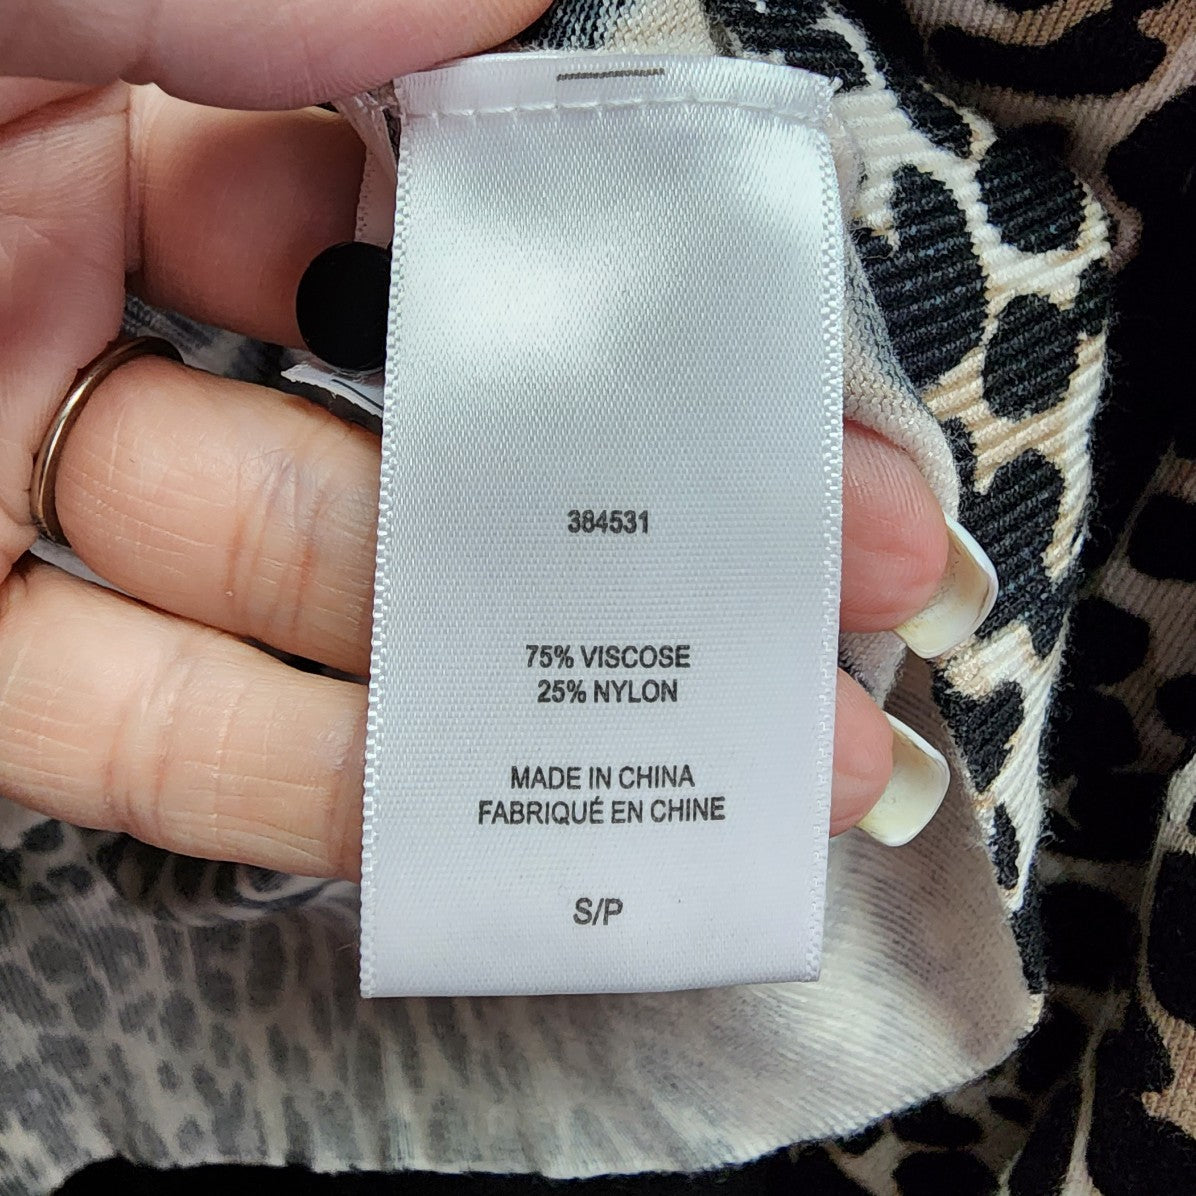 384531
75% VISCOSE
25% NYLON
MADE IN CHINA
FABRIQUÉ EN CHINE
S/P